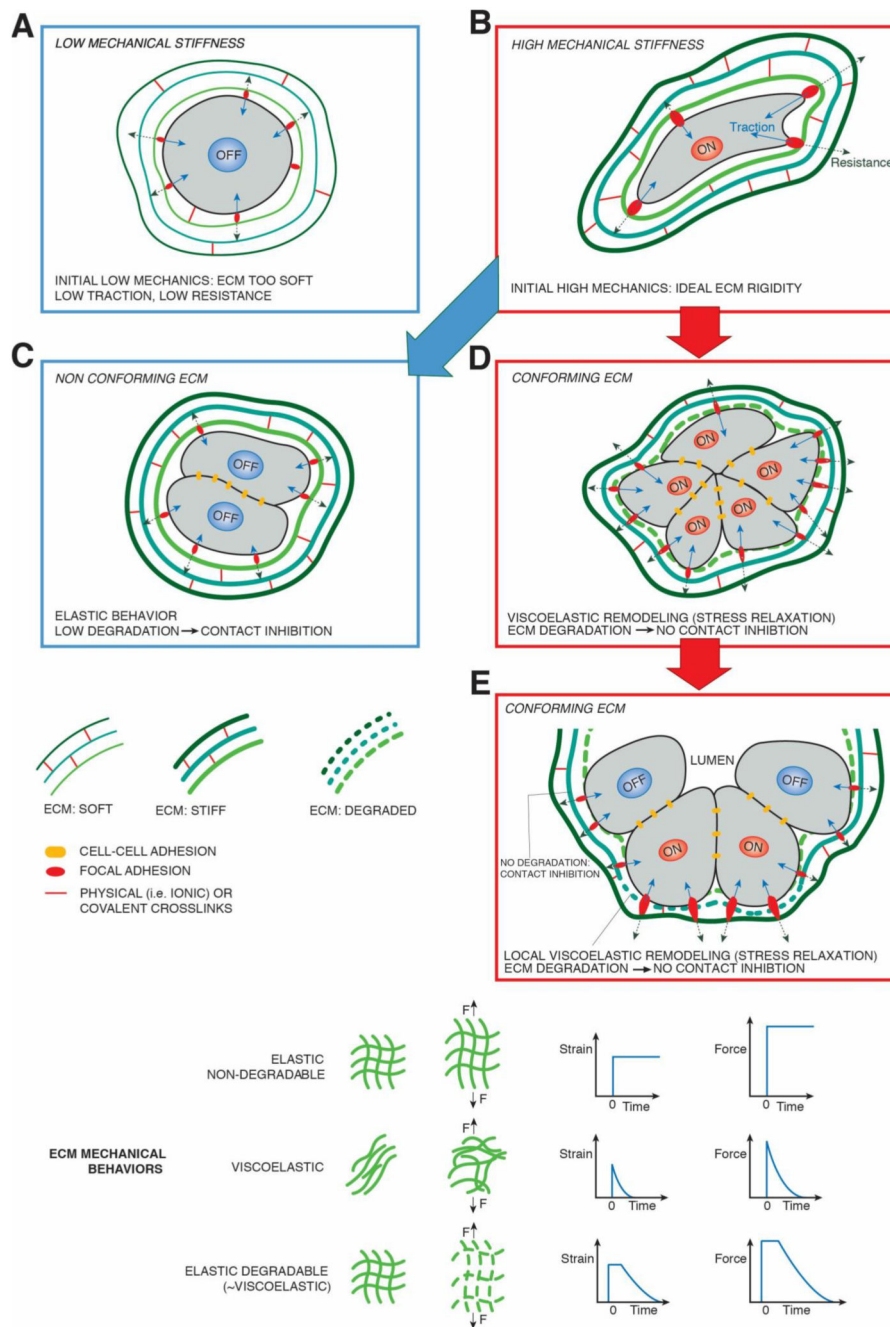 A
LOW MECHANICAL STIFFNESS
OFF
INITIAL LOW MECHANICS: ECM TOO SOFT
LOW TRACTION, LOW RESISTANCE
B
HIGH MECHANICAL STIFFNESS
Traction
ON
Resistance
INITIAL HIGH MECHANICS: IDEAL ECM RIGIDITY
C
NON CONFORMING ECM
OFF
OFF
ELASTIC BEHAVIOR
LOW DEGRADATION → CONTACT INHIBITION
D
CONFORMING ECM
ON
ON
ON
ON
ON
ON
VISCOELASTIC REMODELING (STRESS RELAXATION)
ECM DEGRADATION → NO CONTACT INHIBTION
E
CONFORMING ECM
LUMEN
OFF
OFF
ON
ON
NO DEGRADATION:
CONTACT INHIBITION
LOCAL VISCOELASTIC REMODELING (STRESS RELAXATION)
ECM DEGRADATION → NO CONTACT INHIBTION
ECM: SOFT
ECM: STIFF
ECM: DEGRADED
CELL-CELL ADHESION
FOCAL ADHESION
PHYSICAL (i.e. IONIC) OR
COVALENT CROSSLINKS
ECM MECHANICAL
BEHAVIORS
ELASTIC
NON-DEGRADABLE
F
F
Strain
0 Time
Force
0 Time
VISCOELASTIC
F
F
Strain
0 Time
Force
0 Time
ELASTIC DEGRADABLE
(~VISCOELASTIC)
F
F
Strain
0 Time
Force
0 Time